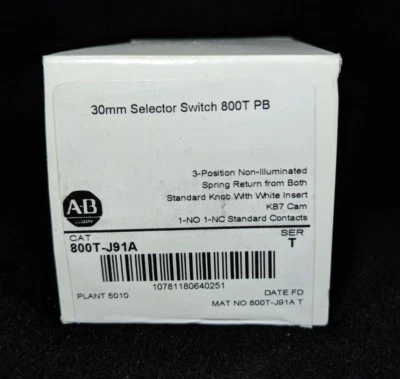 30mm Selector Switch 800T PB
3-Position Non-Illuminated
Spring Return from Both
Standard Knob With White Insert
KB7 Cam
1-NO 1-NC Standard Contacts
A-B
QUALITY
CAT
800T-J91A
SER
T
10781180640251
PLANT 5010
DATE FD
MAT NO 800T-J91A T